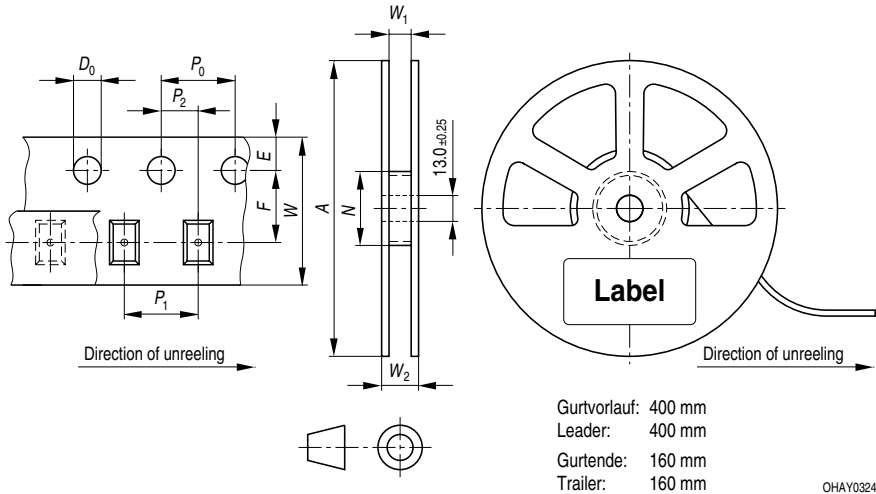 W1
D0
P0
P2
E
F
W
A
N
13.0±0.25
P1
Label
Direction of unreeling
W2
Direction of unreeling
Gurtvorlauf: 400 mm
Leader: 400 mm
Gurtende: 160 mm
Trailer: 160 mm
OHAY0324